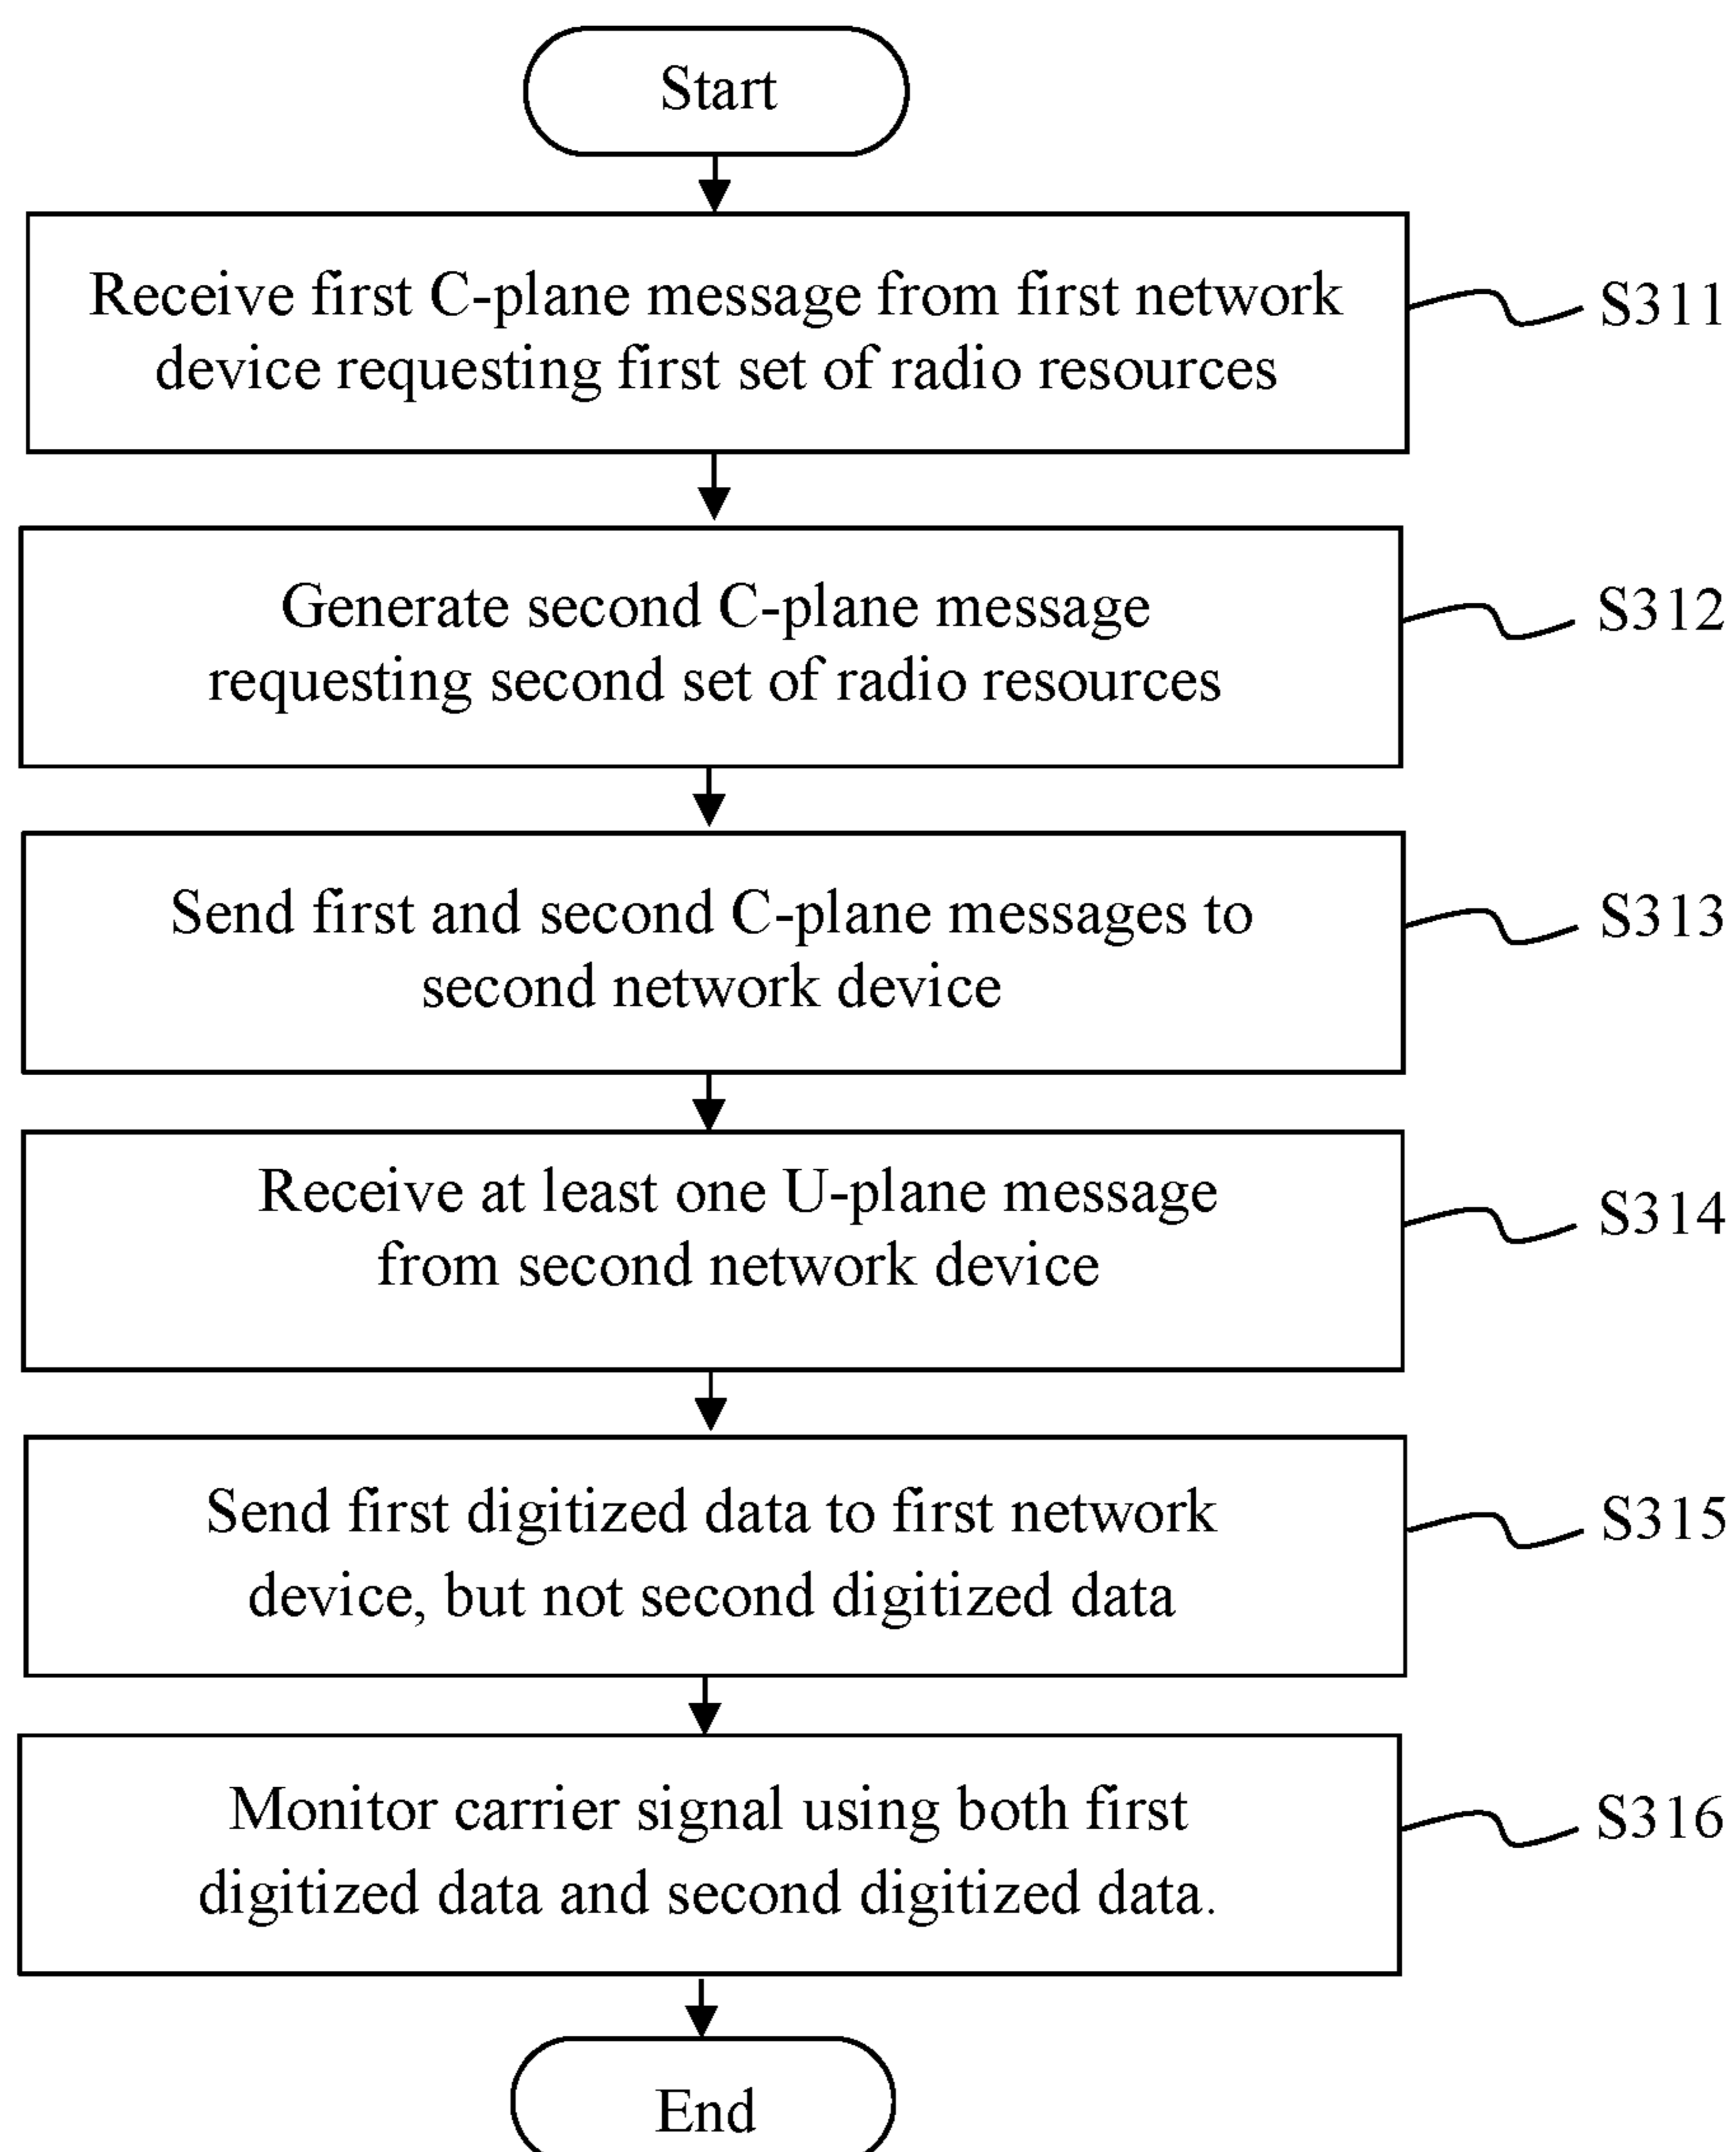 Start
Receive first C-plane message from first network
device requesting first set of radio resources
S311
Generate second C-plane message
requesting second set of radio resources
S312
Send first and second C-plane messages to
second network device
S313
Receive at least one U-plane message
from second network device
S314
Send first digitized data to first network
device, but not second digitized data
S315
Monitor carrier signal using both first
digitized data and second digitized data.
S316
End